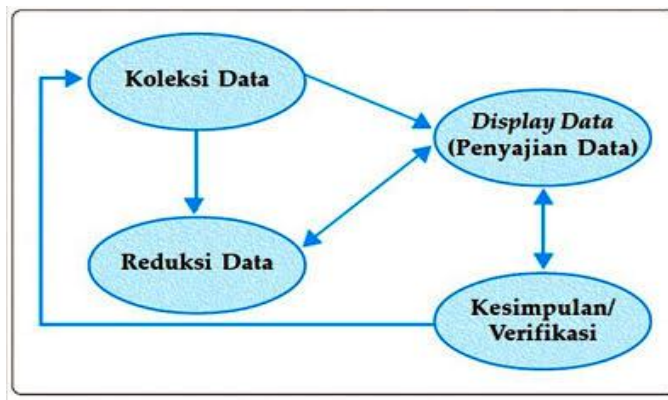 Koleksi Data
Display Data
(Penyajian Data)
Reduksi Data
Kesimpulan/
Verifikasi